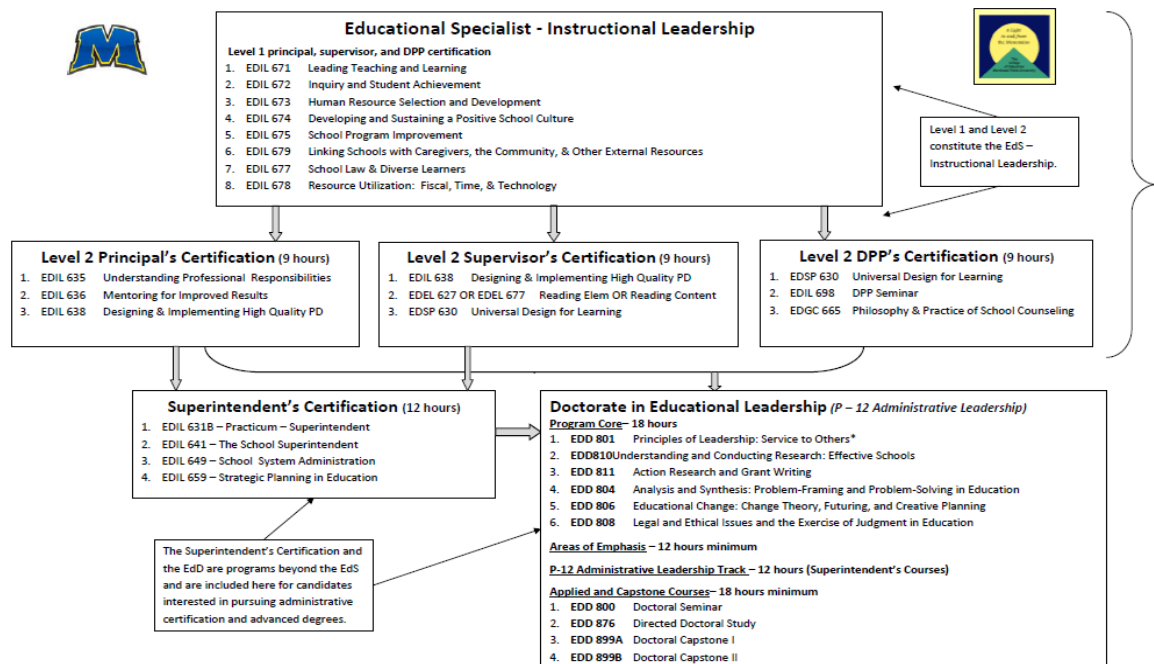 M
Educational Specialist - Instructional Leadership
Level 1 principal, supervisor, and DPP certification
1. EDIL 671 Leading Teaching and Learning
2. EDIL 672 Inquiry and Student Achievement
3. EDIL 673 Human Resource Selection and Development
4. EDIL 674 Developing and Sustaining a Positive School Culture
5. EDIL 675 School Program Improvement
6. EDIL 679 Linking Schools with Caregivers, the Community, & Other External Resources
7. EDIL 677 School Law & Diverse Learners
8. EDIL 678 Resource Utilization: Fiscal, Time, & Technology
A Light
to and from
the Mountains
Level 1 and Level 2
constitute the EdS –
Instructional Leadership.
Level 2 Principal's Certification (9 hours)
1. EDIL 635 Understanding Professional Responsibilities
2. EDIL 636 Mentoring for Improved Results
3. EDIL 638 Designing & Implementing High Quality PD
Level 2 Supervisor's Certification (9 hours)
1. EDIL 638 Designing & Implementing High Quality PD
2. EDEL 627 OR EDEL 677 Reading Elem OR Reading Content
3. EDSP 630 Universal Design for Learning
Level 2 DPP's Certification (9 hours)
1. EDSP 630 Universal Design for Learning
2. EDIL 698 DPP Seminar
3. EDGC 665 Philosophy & Practice of School Counseling
Superintendent's Certification (12 hours)
1. EDIL 631B – Practicum – Superintendent
2. EDIL 641 – The School Superintendent
3. EDIL 649 – School System Administration
4. EDIL 659 – Strategic Planning in Education
The Superintendent's Certification and
the EdD are programs beyond the EdS
and are included here for candidates
interested in pursuing administrative
certification and advanced degrees.
Doctorate in Educational Leadership (P – 12 Administrative Leadership)
Program Core– 18 hours
1. EDD 801 Principles of Leadership: Service to Others*
2. EDD810Understanding and Conducting Research: Effective Schools
3. EDD 811 Action Research and Grant Writing
4. EDD 804 Analysis and Synthesis: Problem-Framing and Problem-Solving in Education
5. EDD 806 Educational Change: Change Theory, Futuring, and Creative Planning
6. EDD 808 Legal and Ethical Issues and the Exercise of Judgment in Education
Areas of Emphasis – 12 hours minimum
P-12 Administrative Leadership Track – 12 hours (Superintendent's Courses)
Applied and Capstone Courses– 18 hours minimum
1. EDD 800 Doctoral Seminar
2. EDD 876 Directed Doctoral Study
3. EDD 899A Doctoral Capstone I
4. EDD 899B Doctoral Capstone II